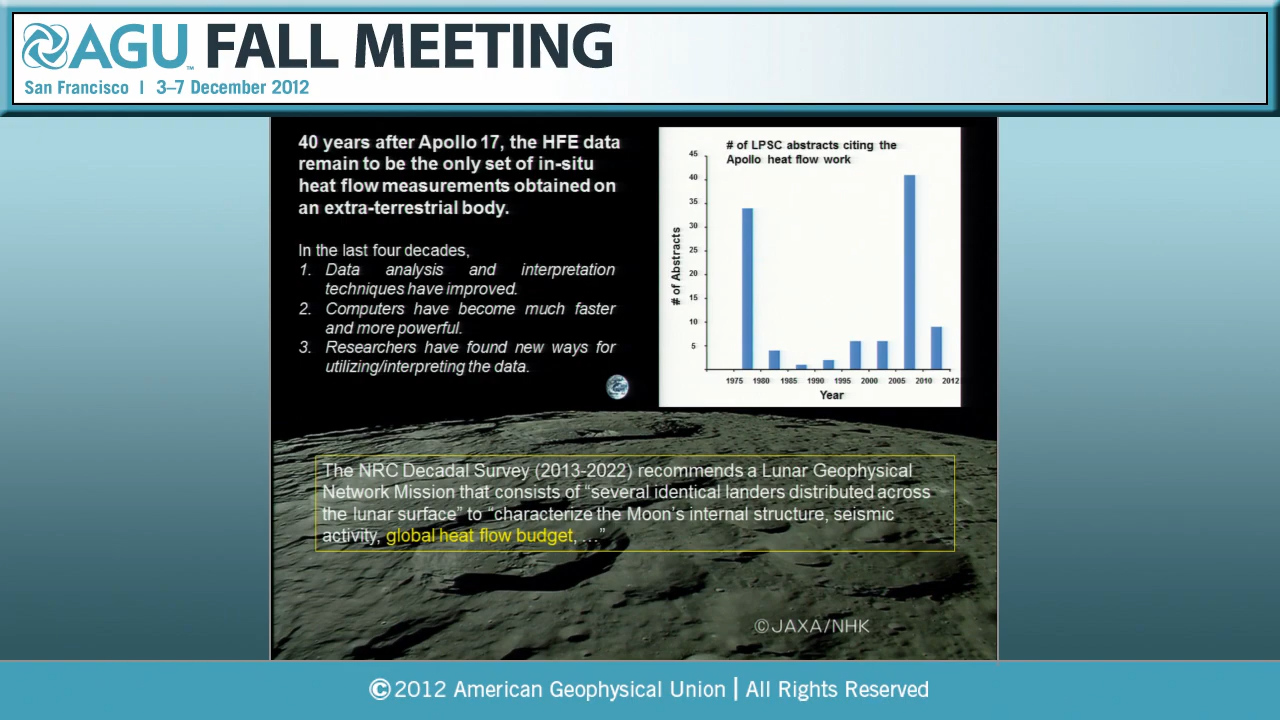 AGU FALL MEETING
San Francisco | 3–7 December 2012
40 years after Apollo 17, the HFE data
remain to be the only set of in-situ
heat flow measurements obtained on
an extra-terrestrial body.
In the last four decades,
1. Data analysis and interpretation
techniques have improved.
2. Computers have become much faster
and more powerful.
3. Researchers have found new ways for
utilizing/interpreting the data.
# of LPSC abstracts citing the
Apollo heat flow work
45
40
35
30
25
20
15
10
5
# of Abstracts
1975 1980 1985 1990 1995 2000 2005 2010 2012
Year
The NRC Decadal Survey (2013-2022) recommends a Lunar Geophysical
Network Mission that consists of “several identical landers distributed across
the lunar surface” to “characterize the Moon’s internal structure, seismic
activity, global heat flow budget, …”
©JAXA/NHK
©2012 American Geophysical Union | All Rights Reserved